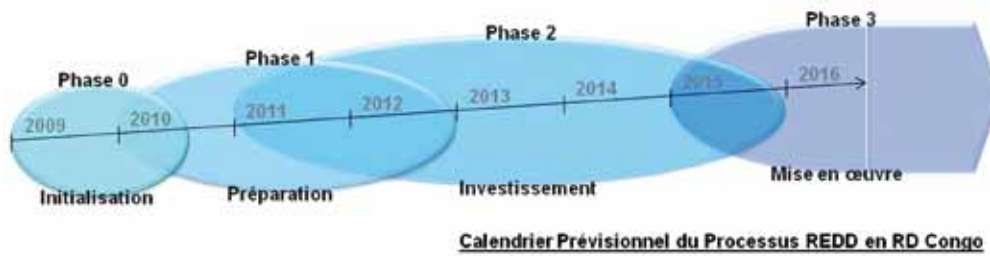 Phase 0
Phase 1
Phase 2
Phase 3
2009
2010
2011
2012
2013
2014
2015
2016
Initialisation
Préparation
Investissement
Mise en œuvre
Calendrier Prévisionnel du Processus REDD en RD Congo